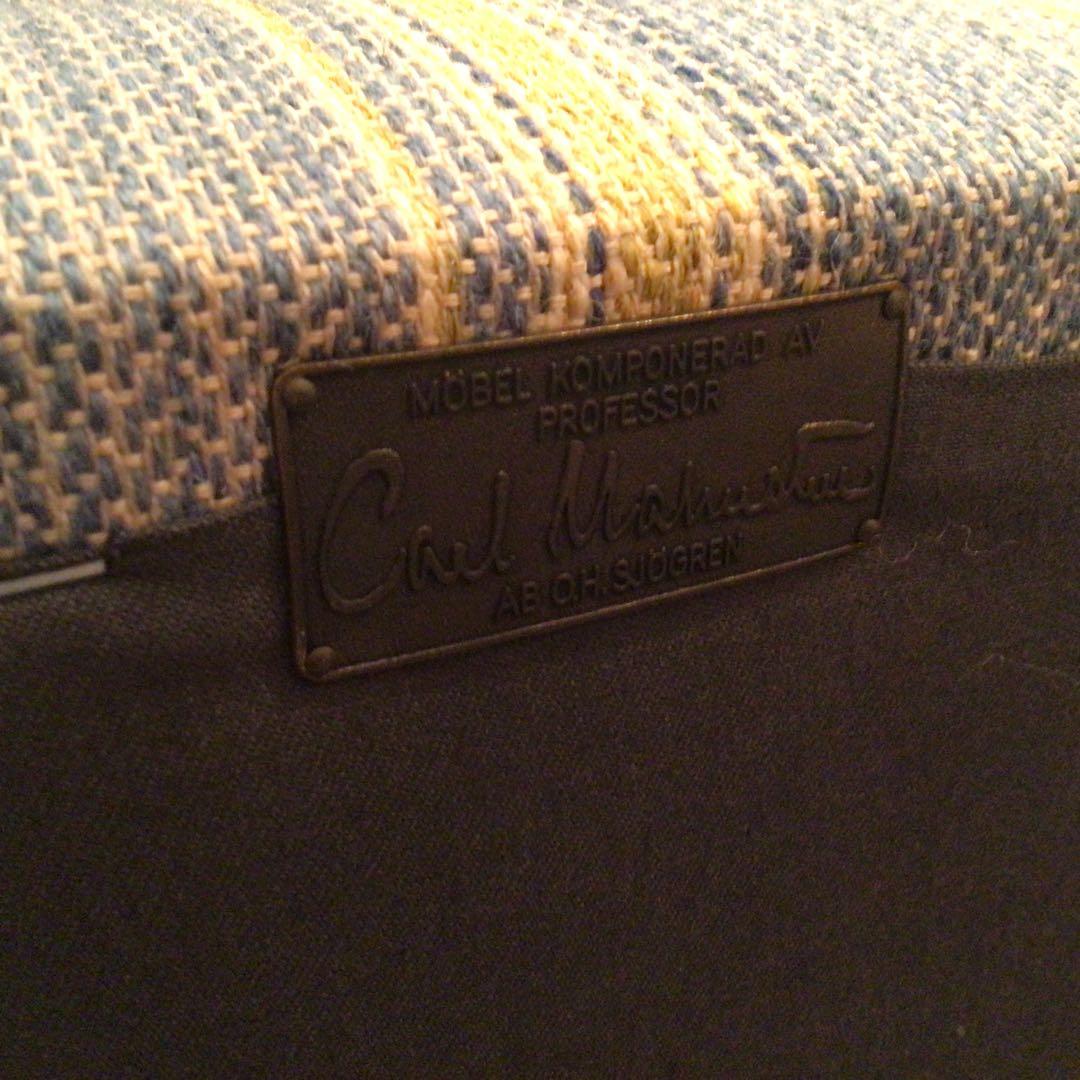 MÖBEL KOMPONERAD AV
PROFESSOR
Carl Malmsten
AB O.H. SJÖGREN